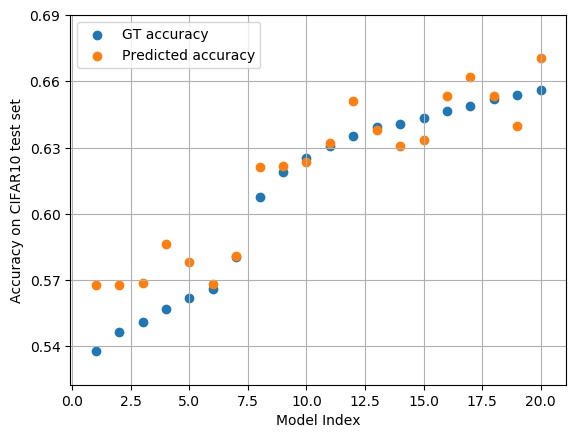 GT accuracy
Predicted accuracy
Accuracy on CIFAR10 test set
0.69
0.66
0.63
0.60
0.57
0.54
0.0 2.5 5.0 7.5 10.0 12.5 15.0 17.5 20.0
Model Index